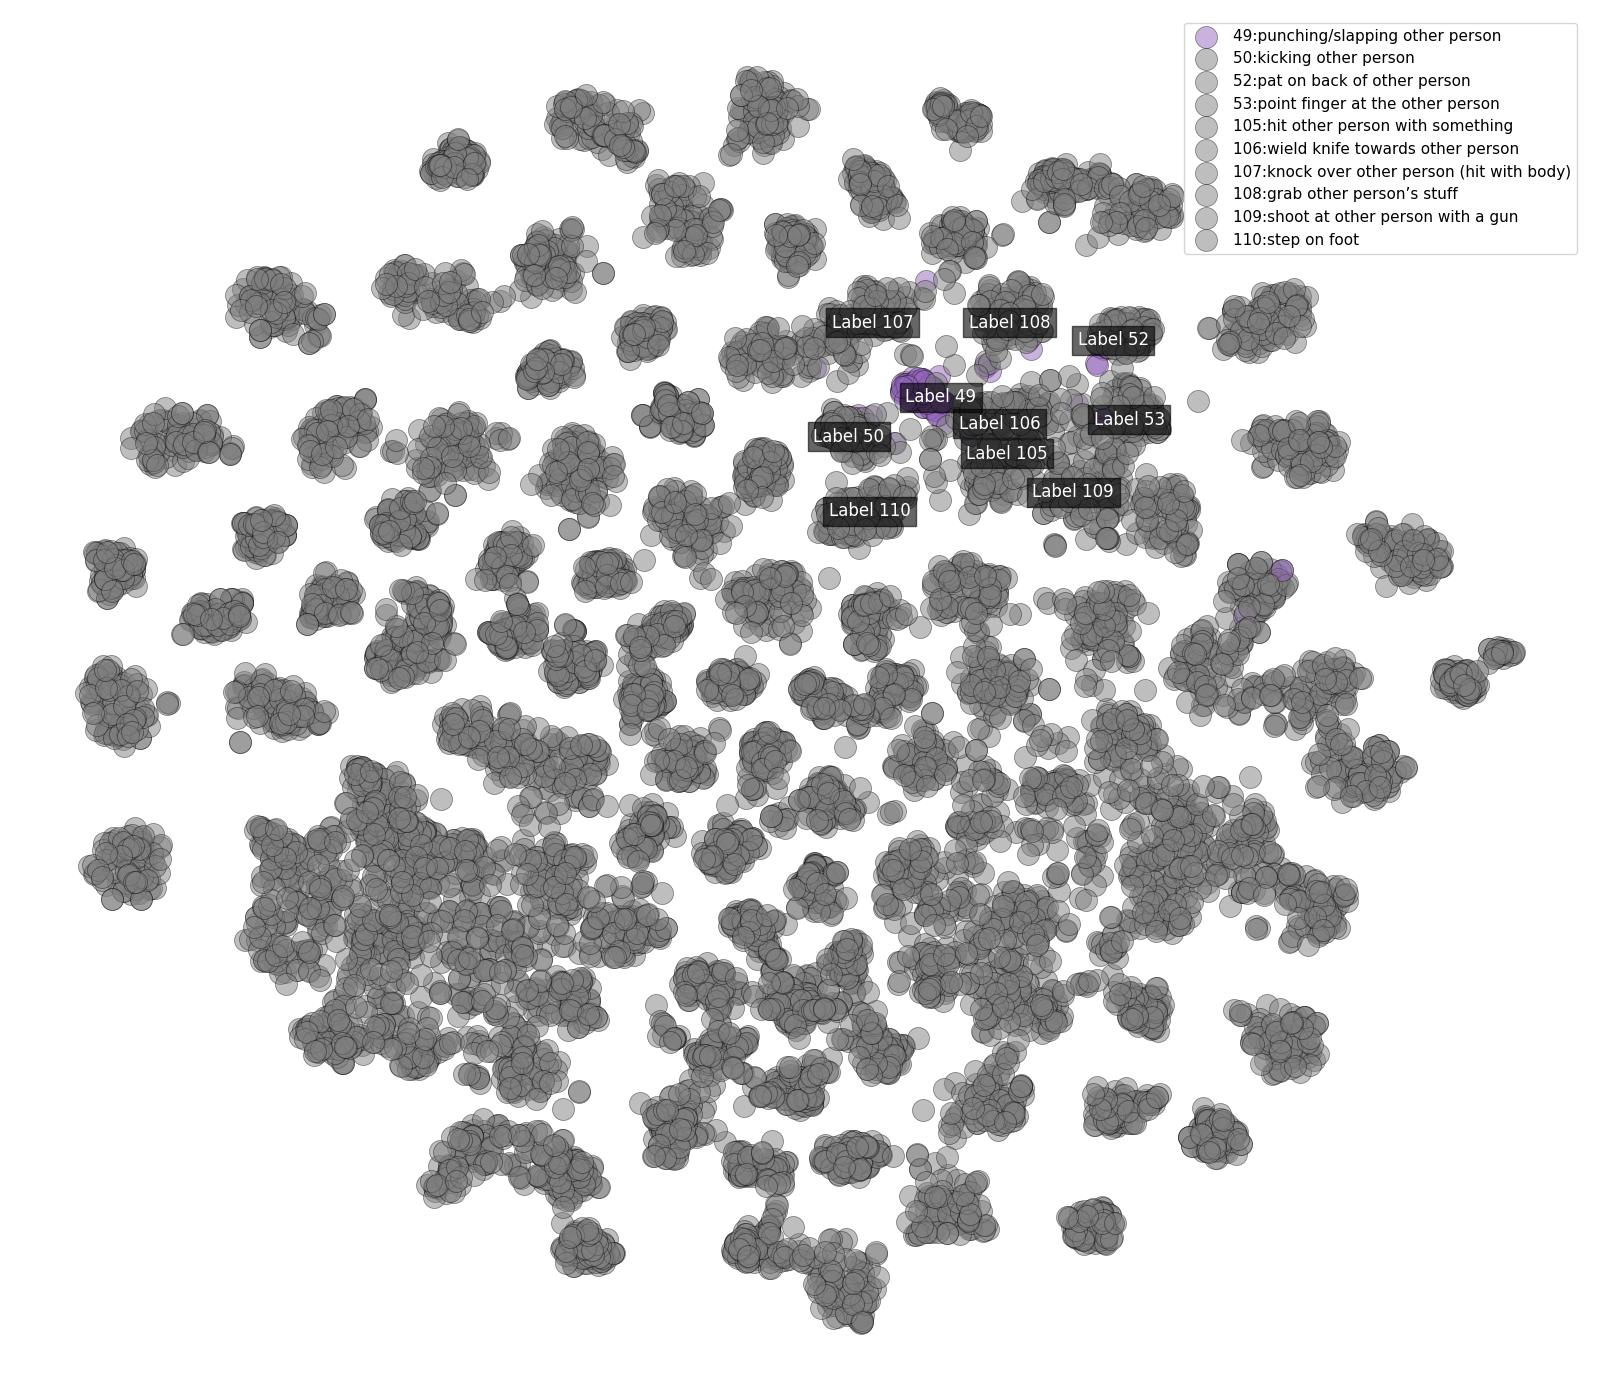 49:punching/slapping other person
50:kicking other person
52:pat on back of other person
53:point finger at the other person
105:hit other person with something
106:wield knife towards other person
107:knock over other person (hit with body)
108:grab other person’s stuff
109:shoot at other person with a gun
110:step on foot
Label 107
Label 108
Label 52
Label 49
Label 106
Label 53
Label 50
Label 105
Label 109
Label 110